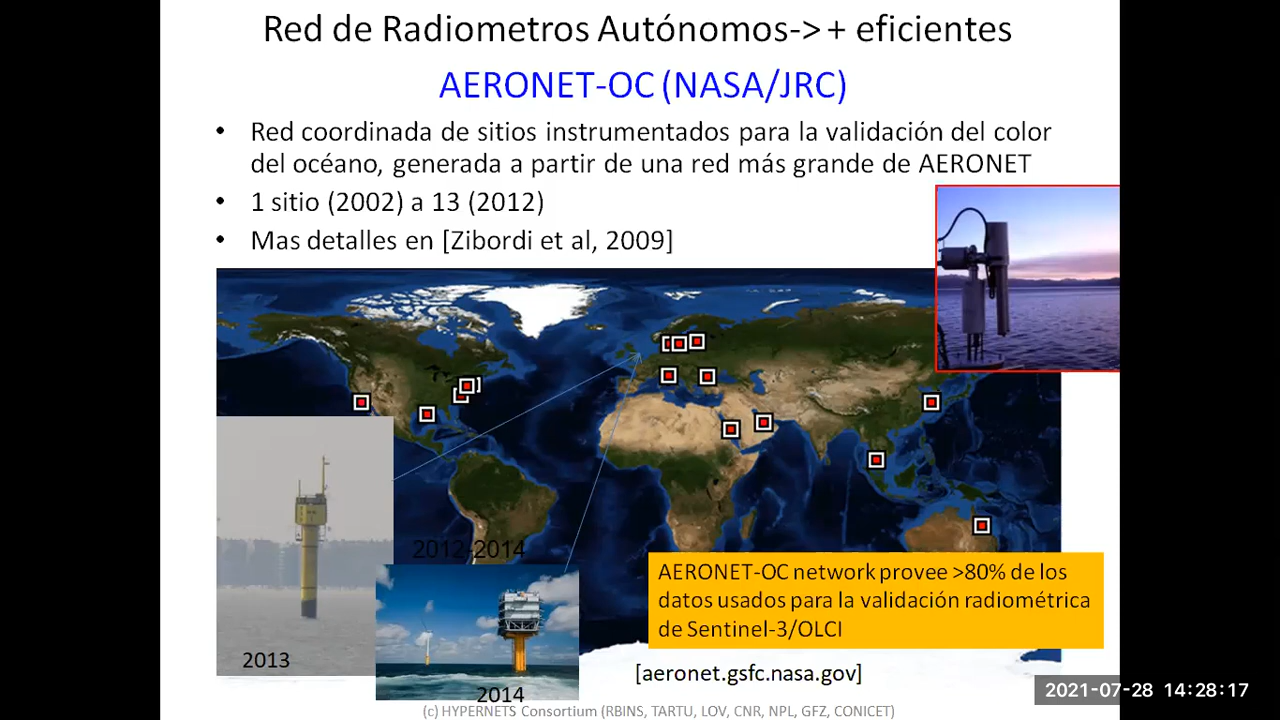 Red de Radiometros Autónomos-> + eficientes
AERONET-OC (NASA/JRC)
• Red coordinada de sitios instrumentados para la validación del color
del océano, generada a partir de una red más grande de AERONET
• 1 sitio (2002) a 13 (2012)
• Mas detalles en [Zibordi et al, 2009]
2012-2014
AERONET-OC network provee >80% de los
datos usados para la validación radiométrica
de Sentinel-3/OLCI
2013
[aeronet.gsfc.nasa.gov]
2014
2021-07-28 14:28:17
(c) HYPERNETS Consortium (RBINS, TARTU, LOV, CNR, NPL, GFZ, CONICET)